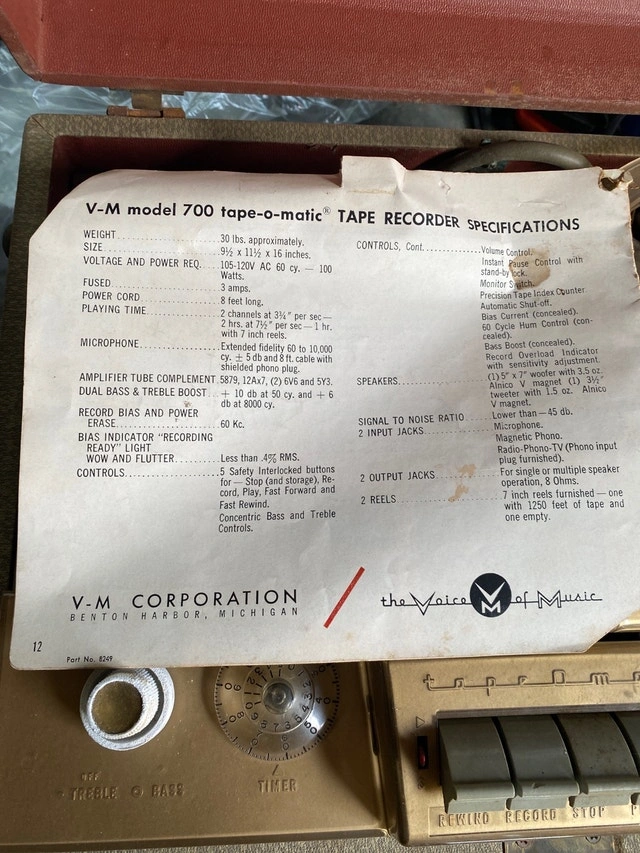 V-M model 700 tape-o-matic® TAPE RECORDER SPECIFICATIONS
WEIGHT 30 lbs. approximately.
SIZE 9½ x 11½ x 16 inches.
VOLTAGE AND POWER REQ. 105-120V AC 60 cy. — 100
Watts.
FUSED 3 amps.
POWER CORD 8 feet long.
PLAYING TIME 2 channels at 3¾" per sec—
2 hrs. at 7½" per sec — 1 hr.
with 7 inch reels.
MICROPHONE Extended fidelity 60 to 10,000
cy. ± 5 db and 8 ft. cable with
shielded phono plug.
AMPLIFIER TUBE COMPLEMENT 5879, 12Ax7, (2) 6V6 and 5Y3.
DUAL BASS & TREBLE BOOST + 10 db at 50 cy. and + 6
db at 8000 cy.
RECORD BIAS AND POWER
ERASE 60 Kc.
BIAS INDICATOR "RECORDING
READY" LIGHT
WOW AND FLUTTER Less than .4% RMS.
CONTROLS 5 Safety Interlocked buttons
for — Stop (and storage), Re-
cord, Play, Fast Forward and
Fast Rewind.
Concentric Bass and Treble
Controls.
CONTROLS, Cont. Volume Control.
Instant Pause Control with
stand-by lock.
Monitor Switch.
Precision Tape Index Counter
Automatic Shut-off.
Bias Current (concealed).
60 Cycle Hum Control (con-
cealed).
Bass Boost (concealed).
Record Overload Indicator
with sensitivity adjustment.
SPEAKERS (1) 5" x 7" woofer with 3.5 oz.
Alnico V magnet (1) 3½"
tweeter with 1.5 oz. Alnico
V magnet.
SIGNAL TO NOISE RATIO Lower than —45 db.
2 INPUT JACKS Microphone.
Magnetic Phono.
Radio-Phono-TV (Phono input
plug furnished).
2 OUTPUT JACKS For single or multiple speaker
operation, 8 Ohms.
2 REELS 7 inch reels furnished — one
with 1250 feet of tape and
one empty.
V-M CORPORATION
BENTON HARBOR, MICHIGAN
the Voice VM of Music
12
Part No. 8249
tape-o-m
OFF
TREBLE BASS
TIMER
REWIND RECORD STOP P